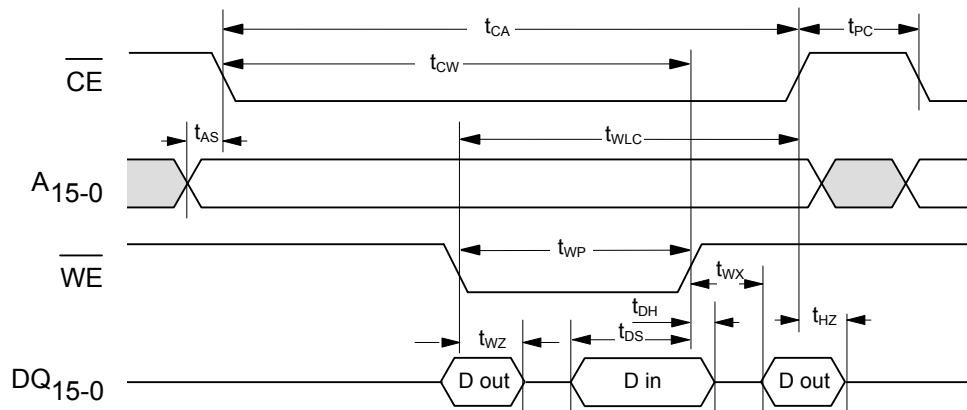 tCA
tPC
CE
tCW
tAS
tWLC
A15-0
WE
tWP
tWX
tDH
tDS
tHZ
tWZ
DQ15-0
D out
D in
D out